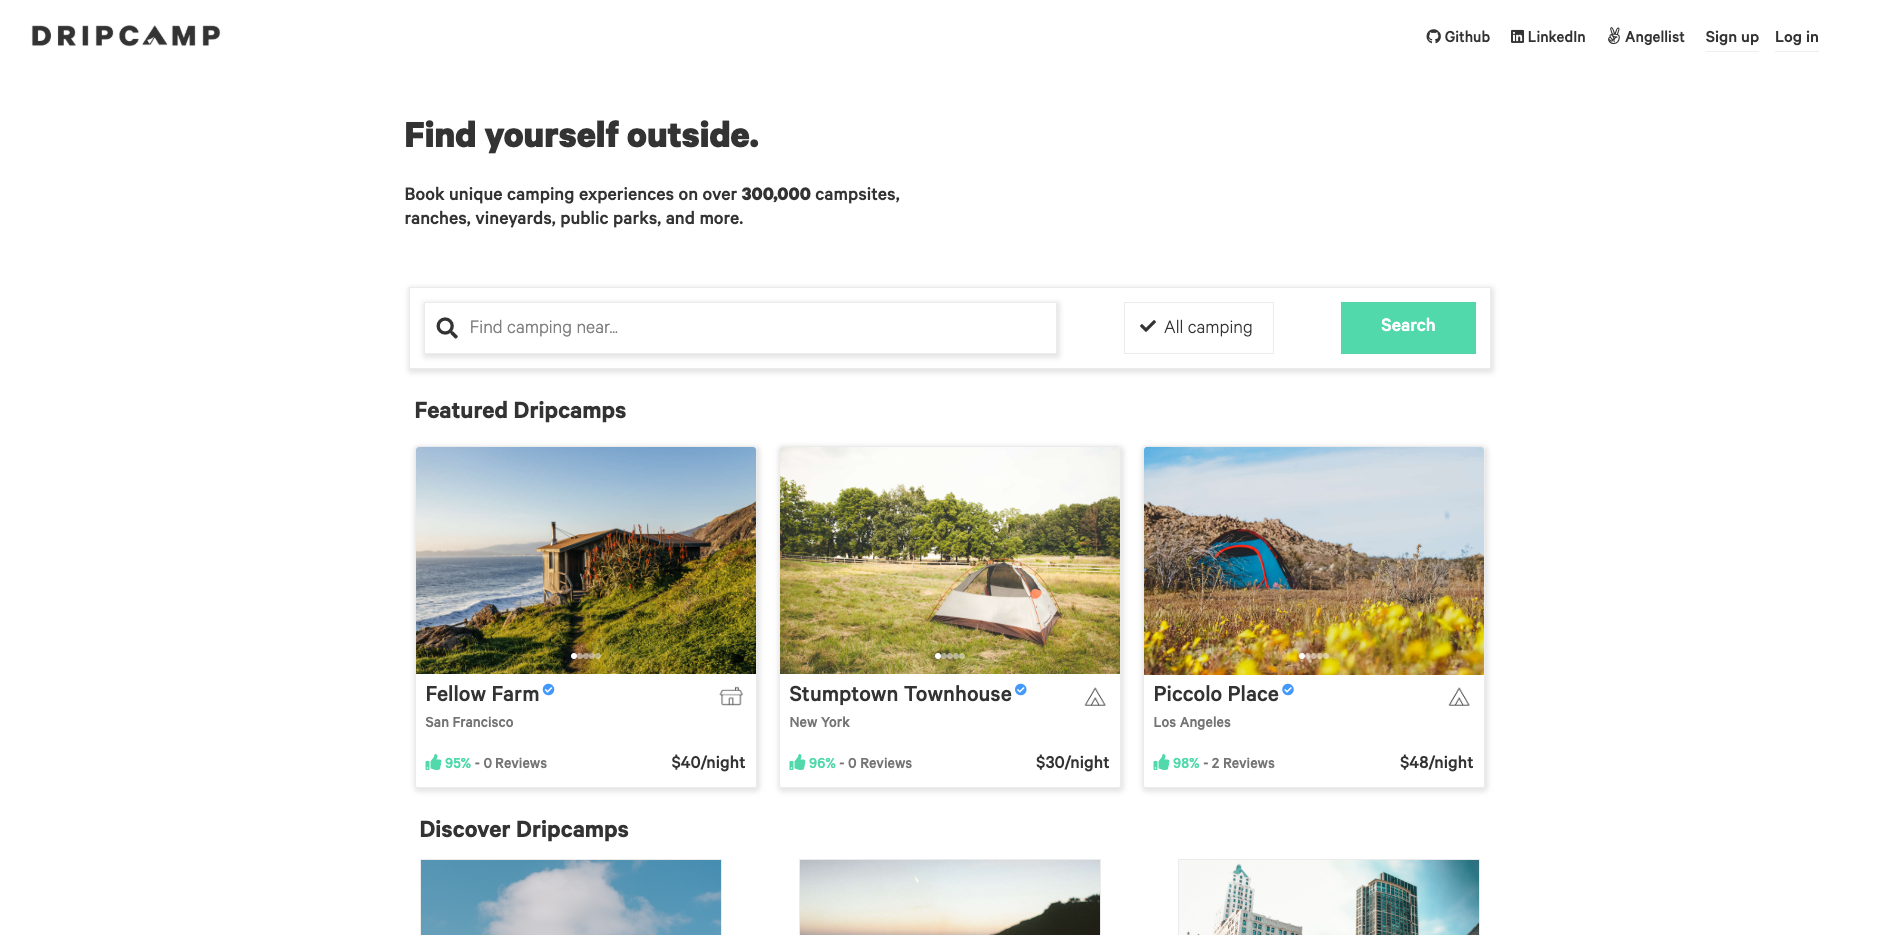 DRIPCAMP
Github LinkedIn Angellist Sign up Log in
Find yourself outside.
Book unique camping experiences on over 300,000 campsites,
ranches, vineyards, public parks, and more.
Find camping near...
All camping
Search
Featured Dripcamps
Fellow Farm
San Francisco
95% - 0 Reviews
$40/night
Stumptown Townhouse
New York
96% - 0 Reviews
$30/night
Piccolo Place
Los Angeles
98% - 2 Reviews
$48/night
Discover Dripcamps